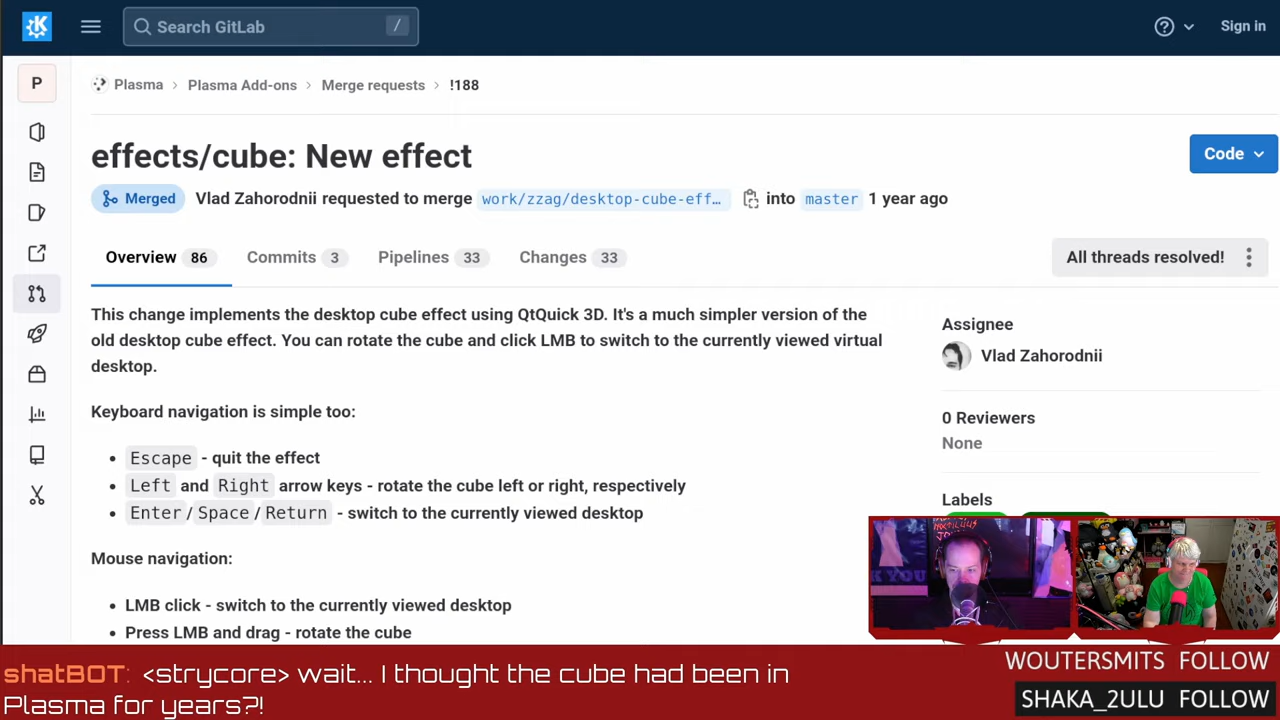 Search GitLab
/
Sign in
P
Plasma > Plasma Add-ons > Merge requests > !188
effects/cube: New effect
Code
Merged Vlad Zahorodnii requested to merge work/zzag/desktop-cube-eff... into master 1 year ago
Overview 86 Commits 3 Pipelines 33 Changes 33
All threads resolved!
This change implements the desktop cube effect using QtQuick 3D. It's a much simpler version of the
old desktop cube effect. You can rotate the cube and click LMB to switch to the currently viewed virtual
desktop.
Keyboard navigation is simple too:
• Escape - quit the effect
• Left and Right arrow keys - rotate the cube left or right, respectively
• Enter / Space / Return - switch to the currently viewed desktop
Mouse navigation:
• LMB click - switch to the currently viewed desktop
• Press LMB and drag - rotate the cube
Assignee
Vlad Zahorodnii
0 Reviewers
None
Labels
shatBOT: <strycore> wait... I thought the cube had been in
Plasma for years?!
WOUTERSMITS FOLLOW
SHAKA_2ULU FOLLOW